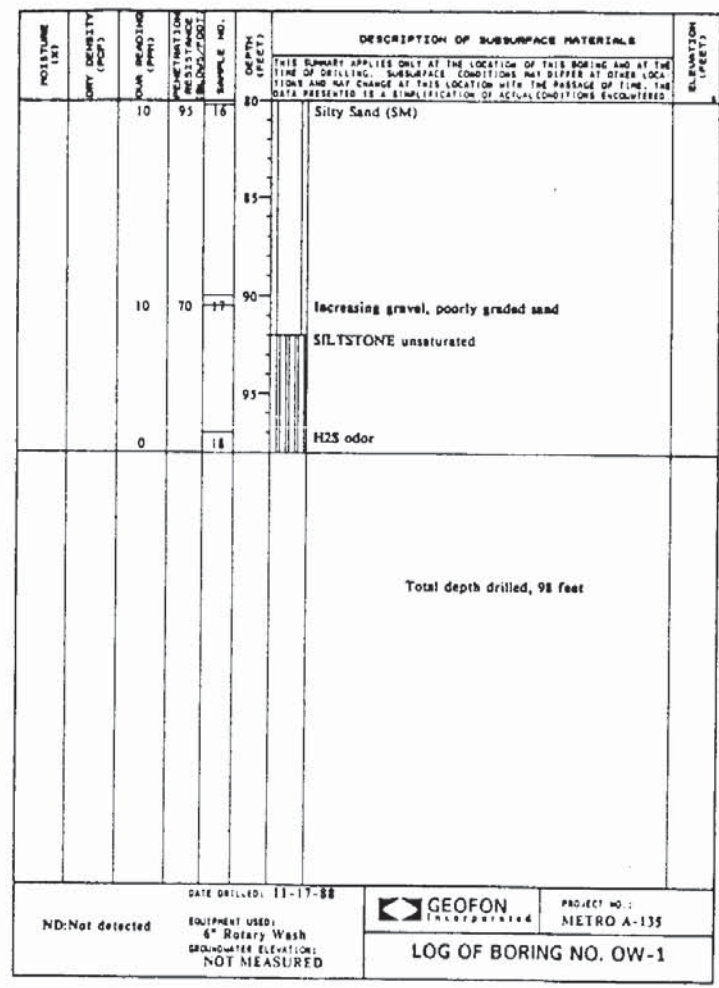 MOISTURE (%)
DRY DENSITY (PCF)
OVA READING (PPM)
PENETRATION RESISTANCE BLOWS/FOOT
SAMPLE NO.
DEPTH (FEET)
DESCRIPTION OF SUBSURFACE MATERIALS
THIS SUMMARY APPLIES ONLY AT THE LOCATION OF THIS BORING AND AT THE
TIME OF DRILLING. SUBSURFACE CONDITIONS MAY DIFFER AT OTHER LOCA-
TIONS AND MAY CHANGE AT THIS LOCATION WITH THE PASSAGE OF TIME. THE
DATA PRESENTED IS A SIMPLIFICATION OF ACTUAL CONDITIONS ENCOUNTERED
ELEVATION (FEET)
80
10 95 16 Silty Sand (SM)
85
90
10 70 17 Increasing gravel, poorly graded sand
SILTSTONE unsaturated
95
0 18 H2S odor
Total depth drilled, 98 feet
ND:Not detected
DATE DRILLED: 11-17-88
EQUIPMENT USED:
6" Rotary Wash
GROUNDWATER ELEVATION:
NOT MEASURED
GEOFON
Incorporated
PROJECT NO.:
METRO A-135
LOG OF BORING NO. OW-1